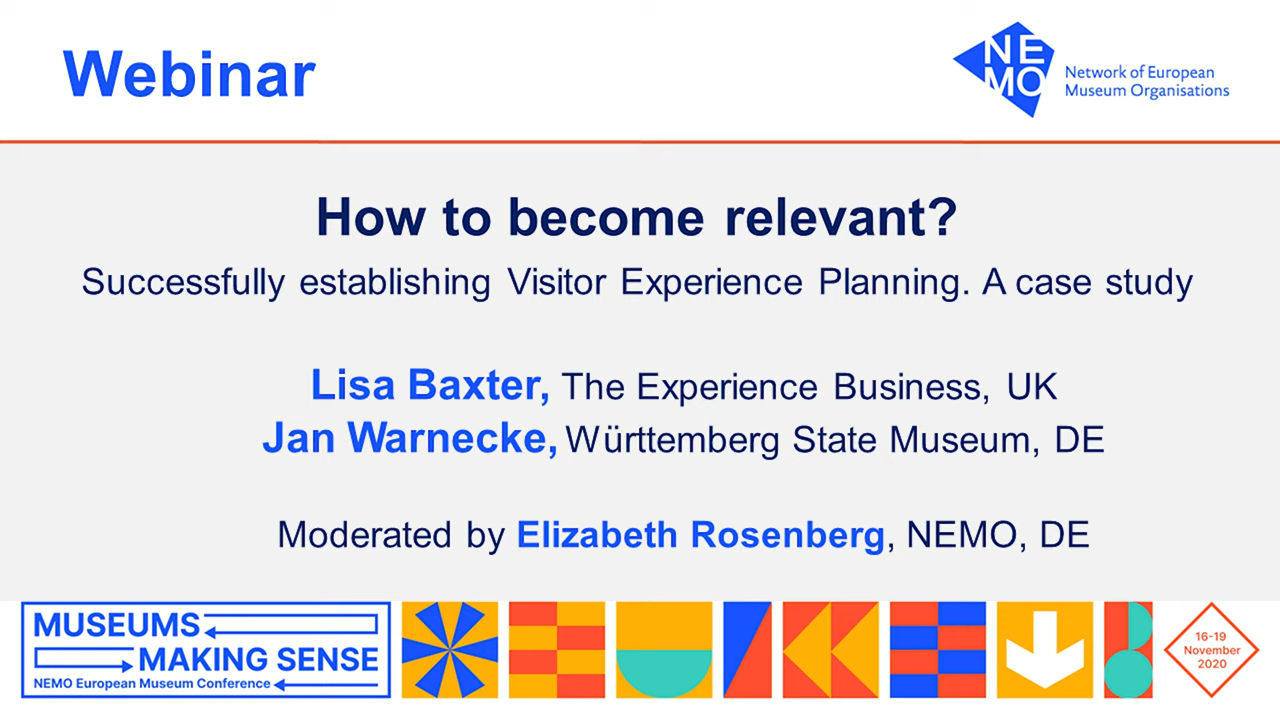 Webinar
NE
MO
Network of European
Museum Organisations
How to become relevant?
Successfully establishing Visitor Experience Planning. A case study
Lisa Baxter, The Experience Business, UK
Jan Warnecke, Württemberg State Museum, DE
Moderated by Elizabeth Rosenberg, NEMO, DE
MUSEUMS
MAKING SENSE
NEMO European Museum Conference
16-19
November
2020